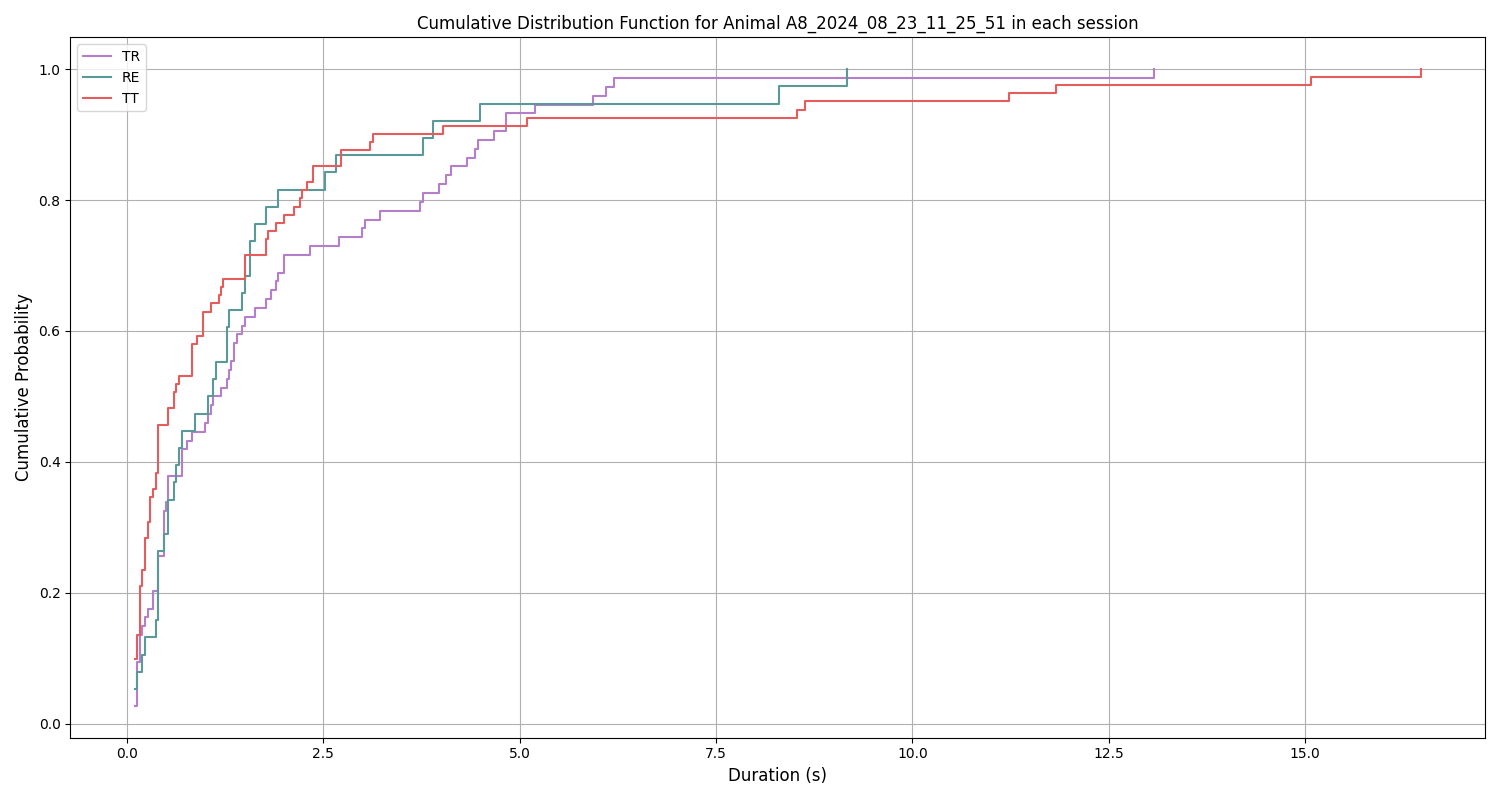 Cumulative Distribution Function for Animal A8_2024_08_23_11_25_51 in each session
TR
RE
TT
1.0
0.8
0.6
0.4
0.2
0.0
Cumulative Probability
0.0 2.5 5.0 7.5 10.0 12.5 15.0
Duration (s)